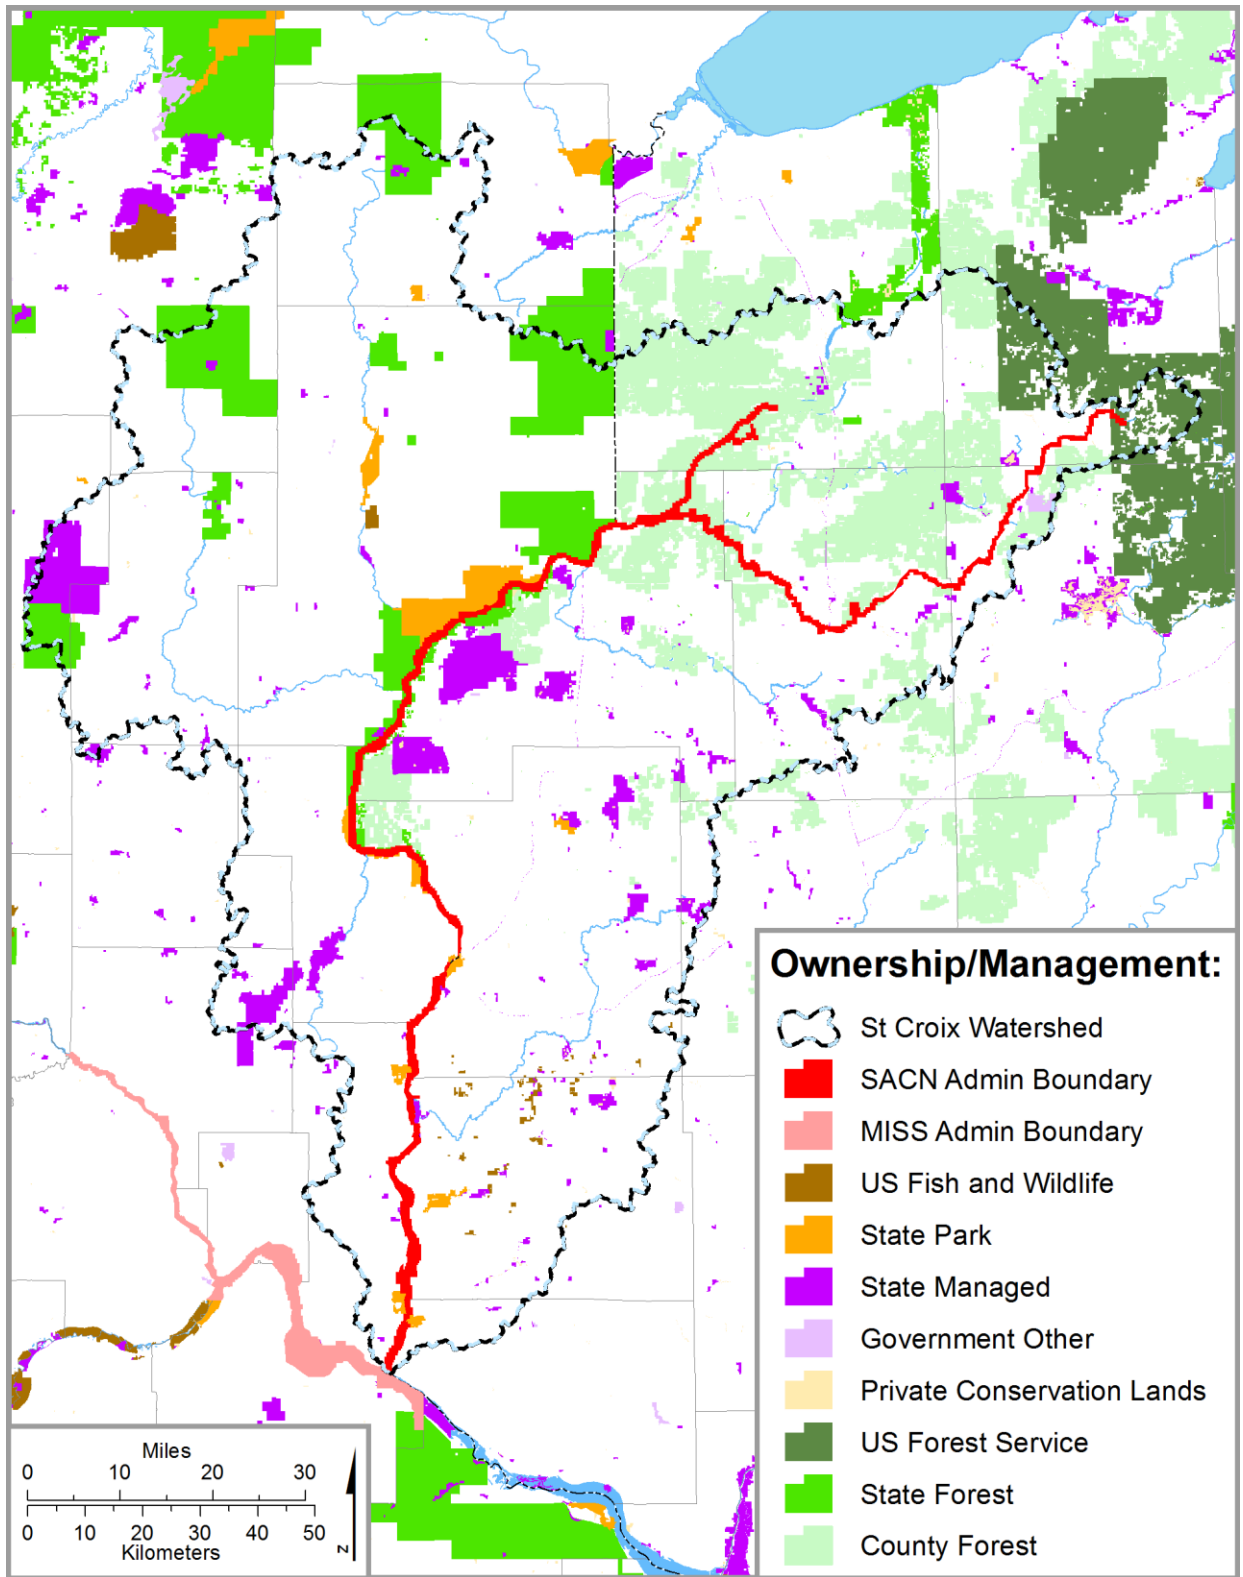 Ownership/Management:
St Croix Watershed
SACN Admin Boundary
MISS Admin Boundary
US Fish and Wildlife
State Park
State Managed
Government Other
Private Conservation Lands
US Forest Service
State Forest
County Forest
Miles
0 10 20 30
0 10 20 30 40 50
Kilometers
N